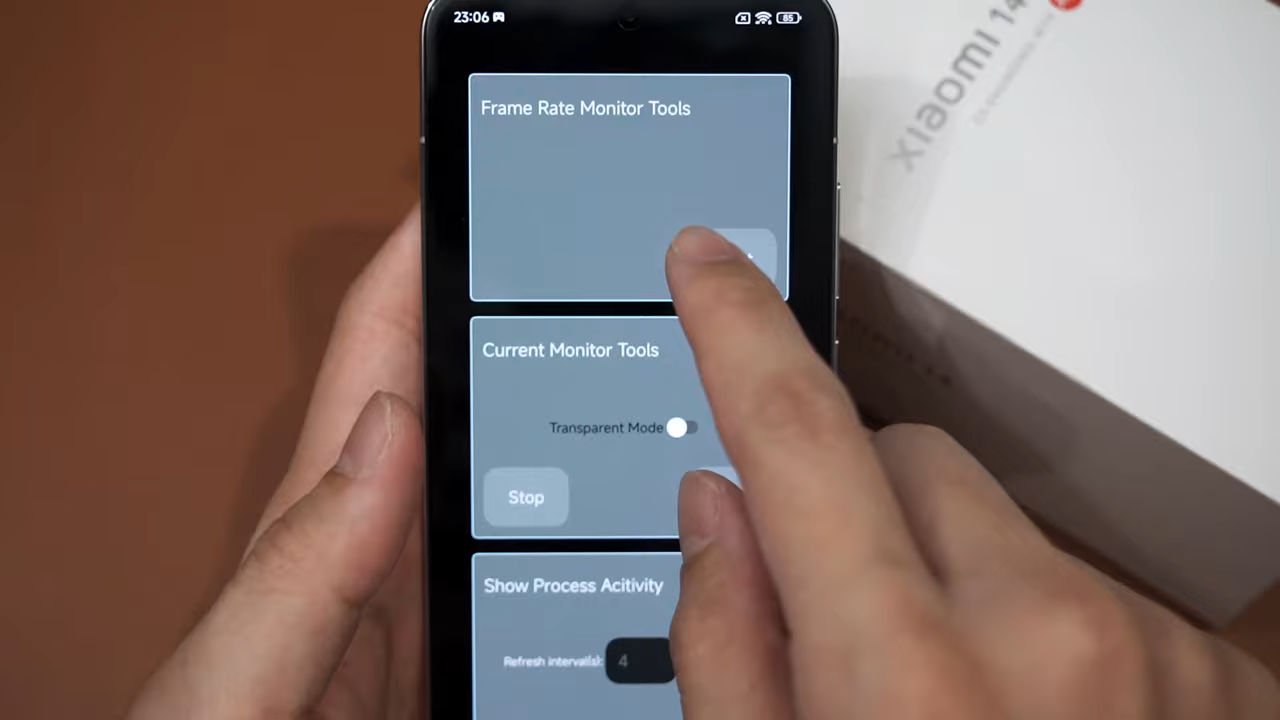 23:06
85
Xiaomi 14
Frame Rate Monitor Tools
Current Monitor Tools
Transparent Mode
Stop
Show Process Acitivity
Refresh interval(s):
4